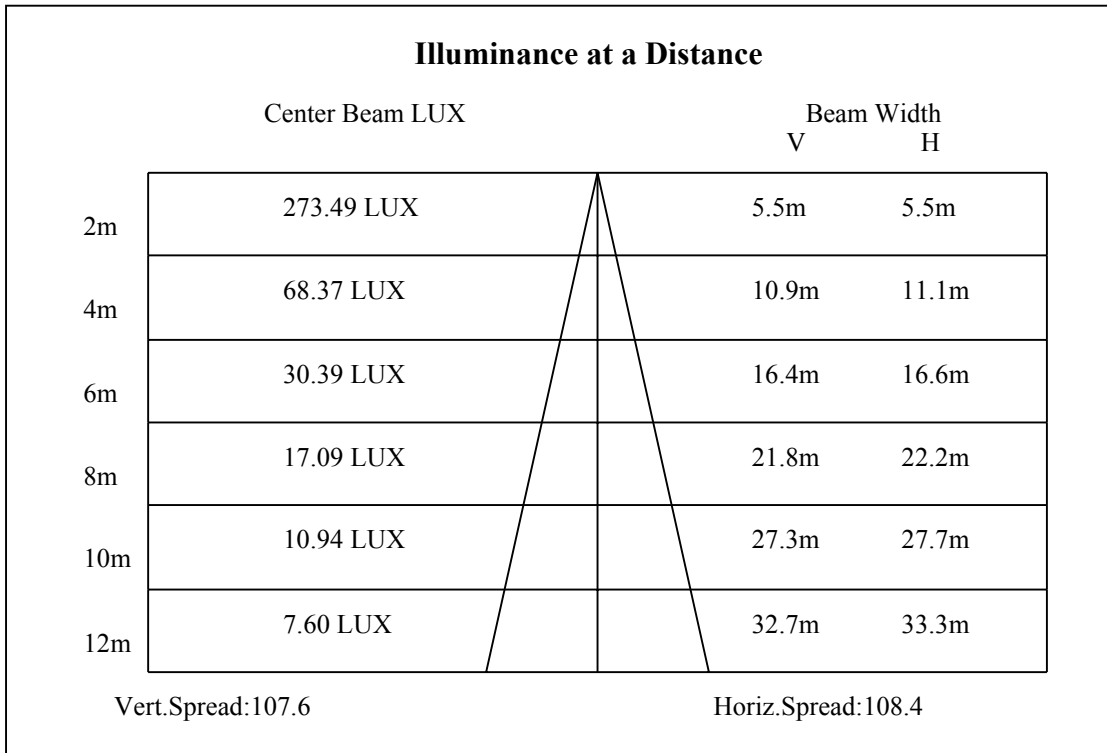 Illuminance at a Distance
Center Beam LUX Beam Width
V H
2m 273.49 LUX 5.5m 5.5m
4m 68.37 LUX 10.9m 11.1m
6m 30.39 LUX 16.4m 16.6m
8m 17.09 LUX 21.8m 22.2m
10m 10.94 LUX 27.3m 27.7m
12m 7.60 LUX 32.7m 33.3m
Vert.Spread:107.6 Horiz.Spread:108.4